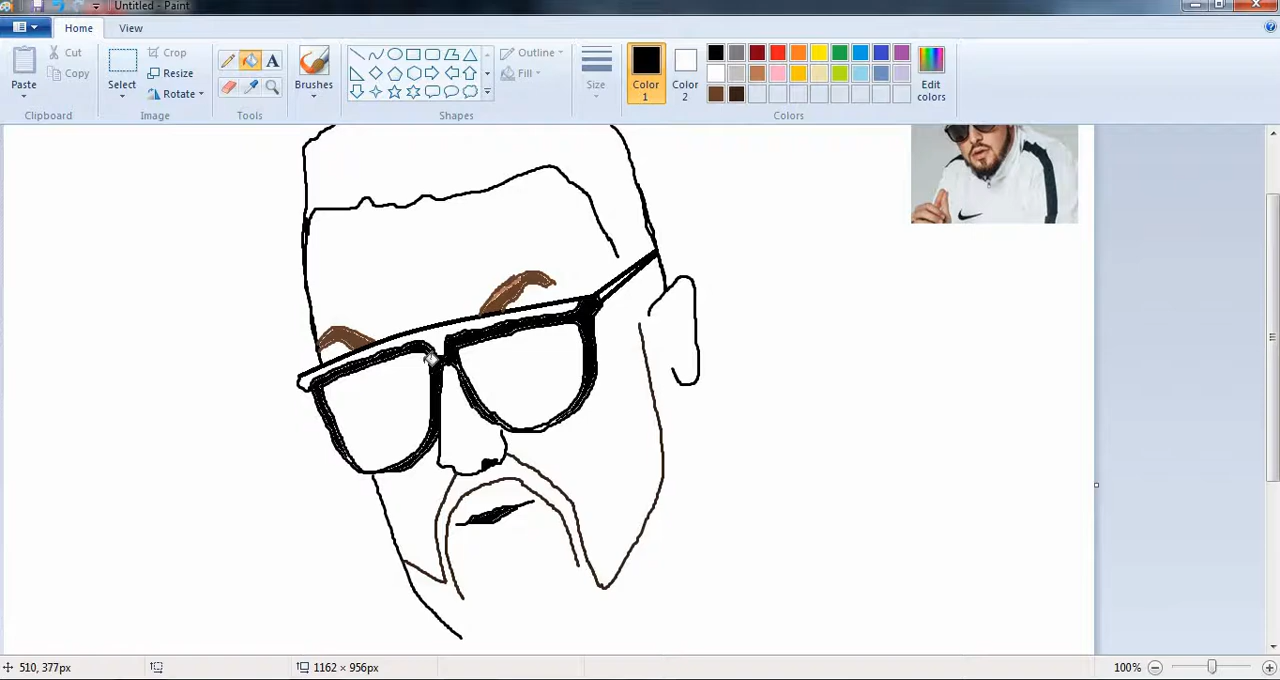 Untitled - Paint
Home
View
Paste
Cut
Copy
Clipboard
Select
Crop
Resize
Rotate
Image
A
Tools
Brushes
Outline
Fill
Shapes
Size
Color 1
Color 2
Edit colors
Colors
510, 377px
1162 × 956px
100%